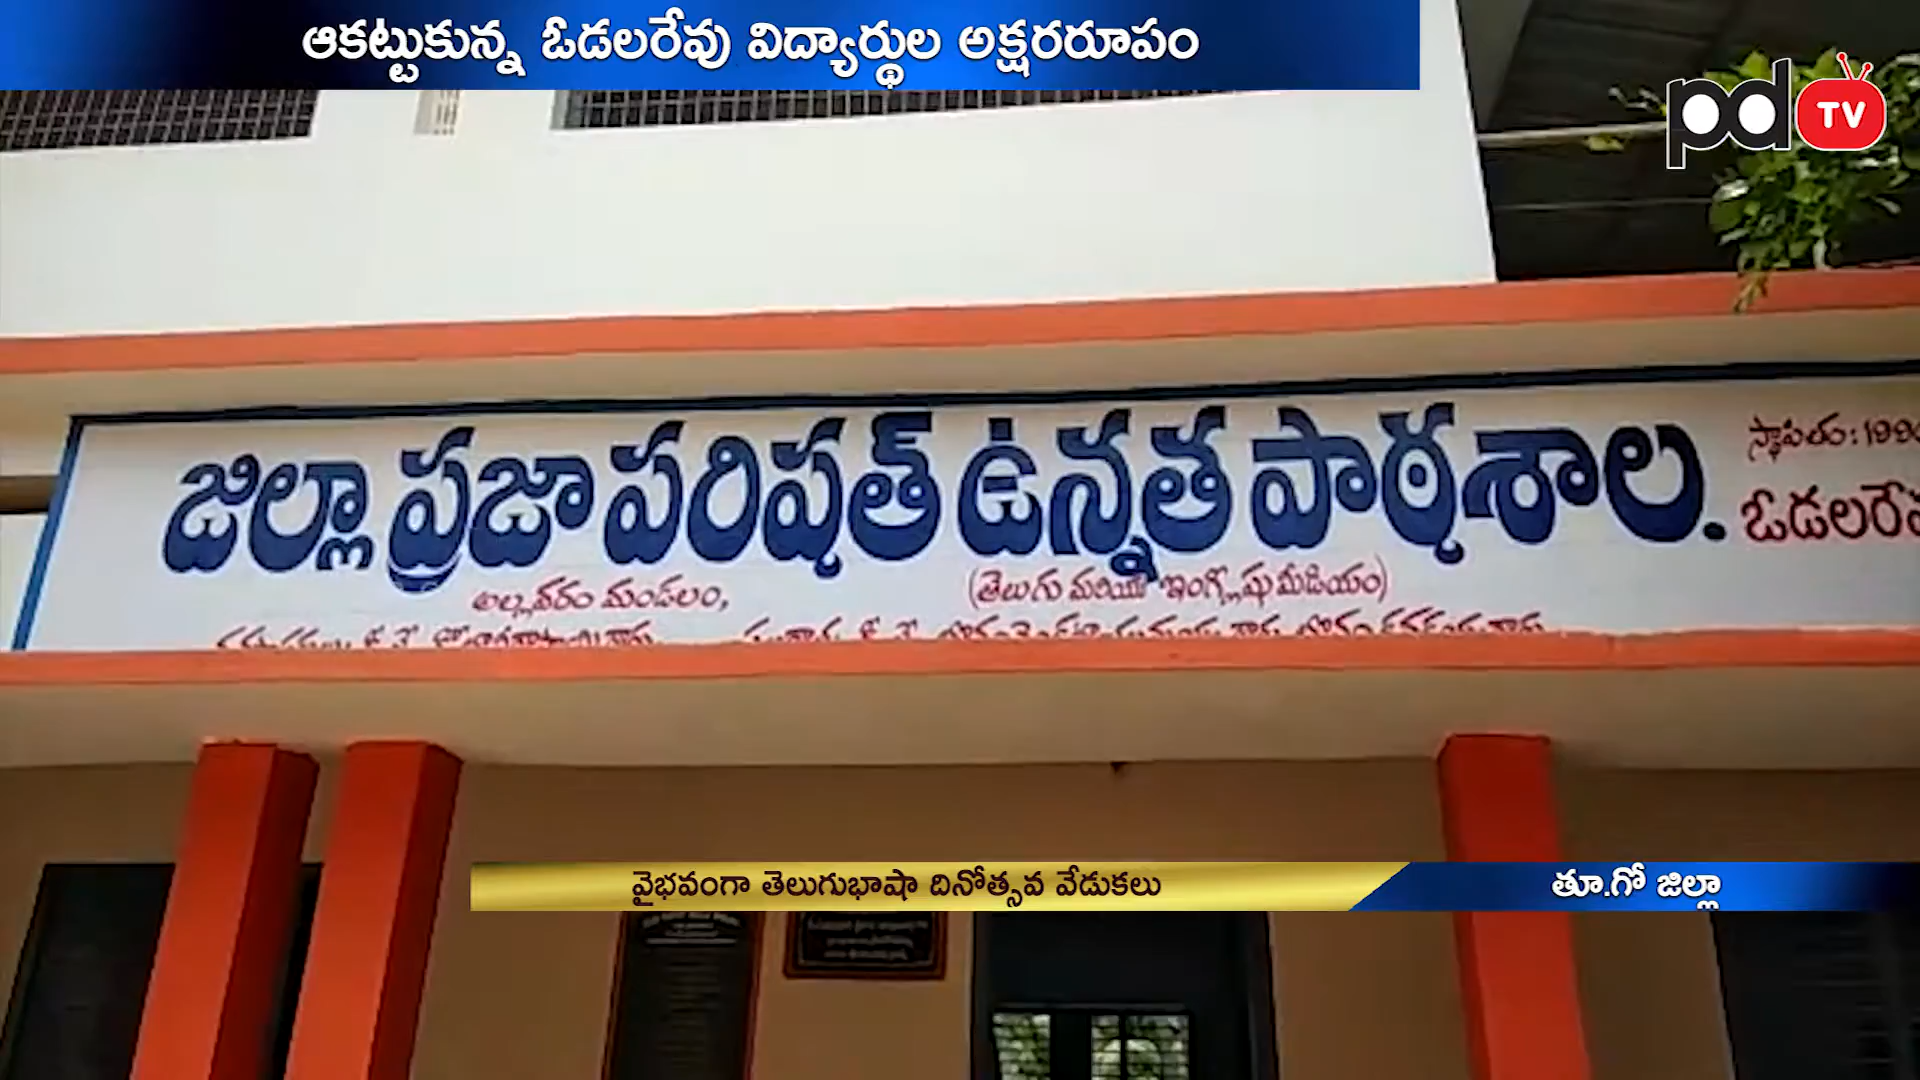 ఆకట్టుకున్న ఓడలరేవు విద్యార్థుల అక్షరరూపం
pd TV
జిల్లా ప్రజా పరిషత్ ఉన్నత పాఠశాల.
స్థాపితం:
ఓడలరే
అల్లవరం మండలం,
(తెలుగు మరియు ఇంగ్లీషు మీడియం)
వైభవంగా తెలుగుభాషా దినోత్సవ వేడుకలు
తూ.గో జిల్లా